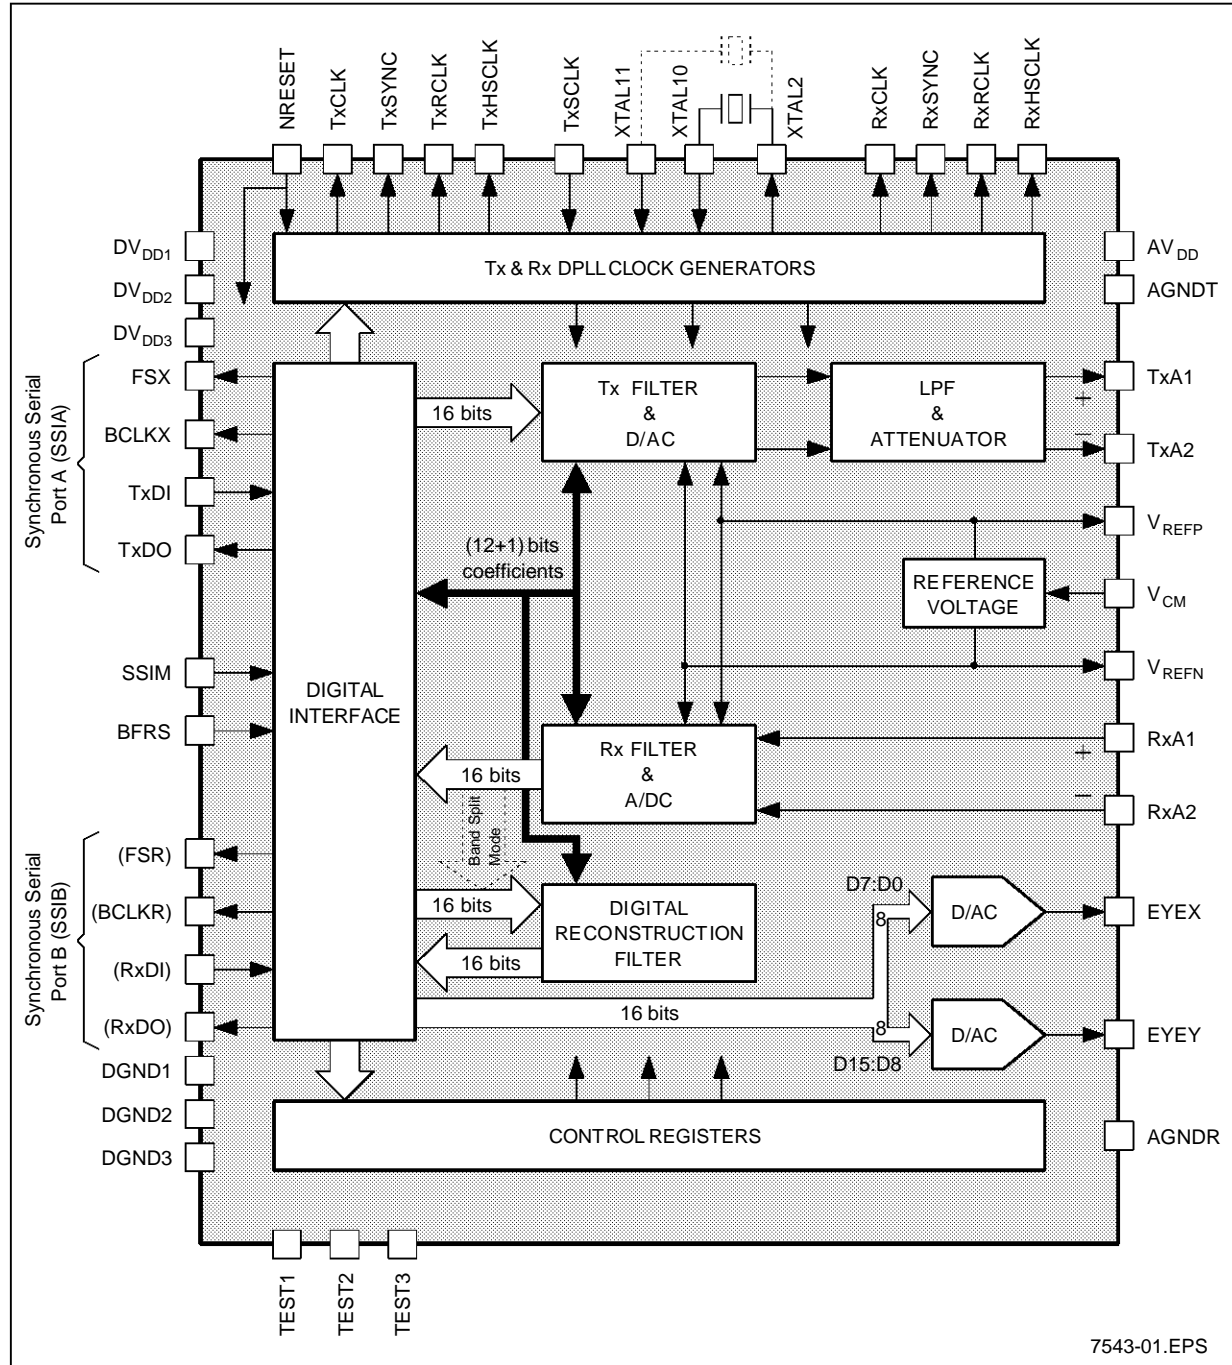 NRESET
TxCLK
TxSYNC
TxRCLK
TxHSCLK
TxSCLK
XTAL11
XTAL10
XTAL2
RxCLK
RxSYNC
RxRCLK
RxHSCLK
DVDD1
DVDD2
DVDD3
Tx & Rx DPLL CLOCK GENERATORS
AVDD
AGNDT
Synchronous Serial
Port A (SSIA)
FSX
BCLKX
TxDI
TxDO
16 bits
Tx FILTER
&
D/AC
LPF
&
ATTENUATOR
TxA1
+
−
TxA2
(12+1) bits
coefficients
VREFP
REFERENCE
VOLTAGE
VCM
VREFN
SSIM
BFRS
DIGITAL
INTERFACE
16 bits
Rx FILTER
&
A/DC
RxA1
+
−
RxA2
Band Split
Mode
Synchronous Serial
Port B (SSIB)
(FSR)
(BCLKR)
(RxDI)
(RxDO)
16 bits
16 bits
DIGITAL
RECONSTRUCTION
FILTER
D7:D0
8
D/AC
EYEX
16 bits
8
D15:D8
D/AC
EYEY
DGND1
DGND2
DGND3
CONTROL REGISTERS
AGNDR
TEST1
TEST2
TEST3
7543-01.EPS